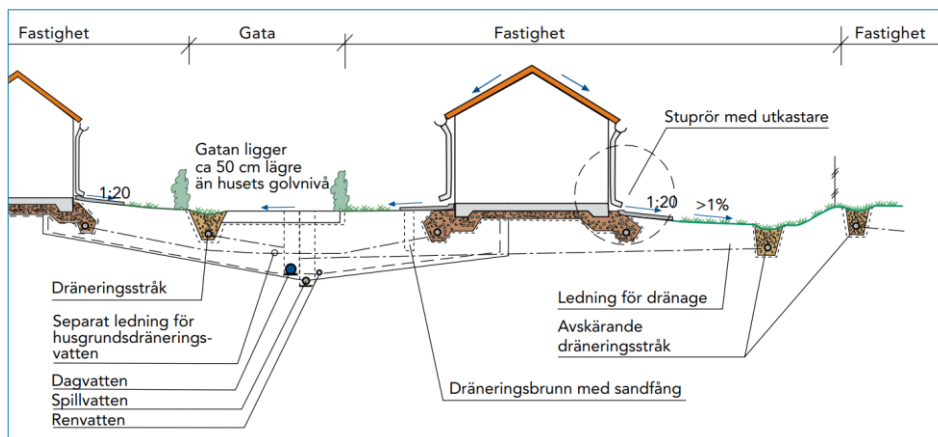 Fastighet
Gata
Fastighet
Fastighet
Stuprör med utkastare
Gatan ligger
ca 50 cm lägre
än husets golvnivå
1:20
1:20
>1%
Dräneringsstråk
Separat ledning för
husgrundsdränerings-
vatten
Dagvatten
Spillvatten
Renvatten
Dräneringsbrunn med sandfång
Ledning för dränage
Avskärande
dräneringsstråk